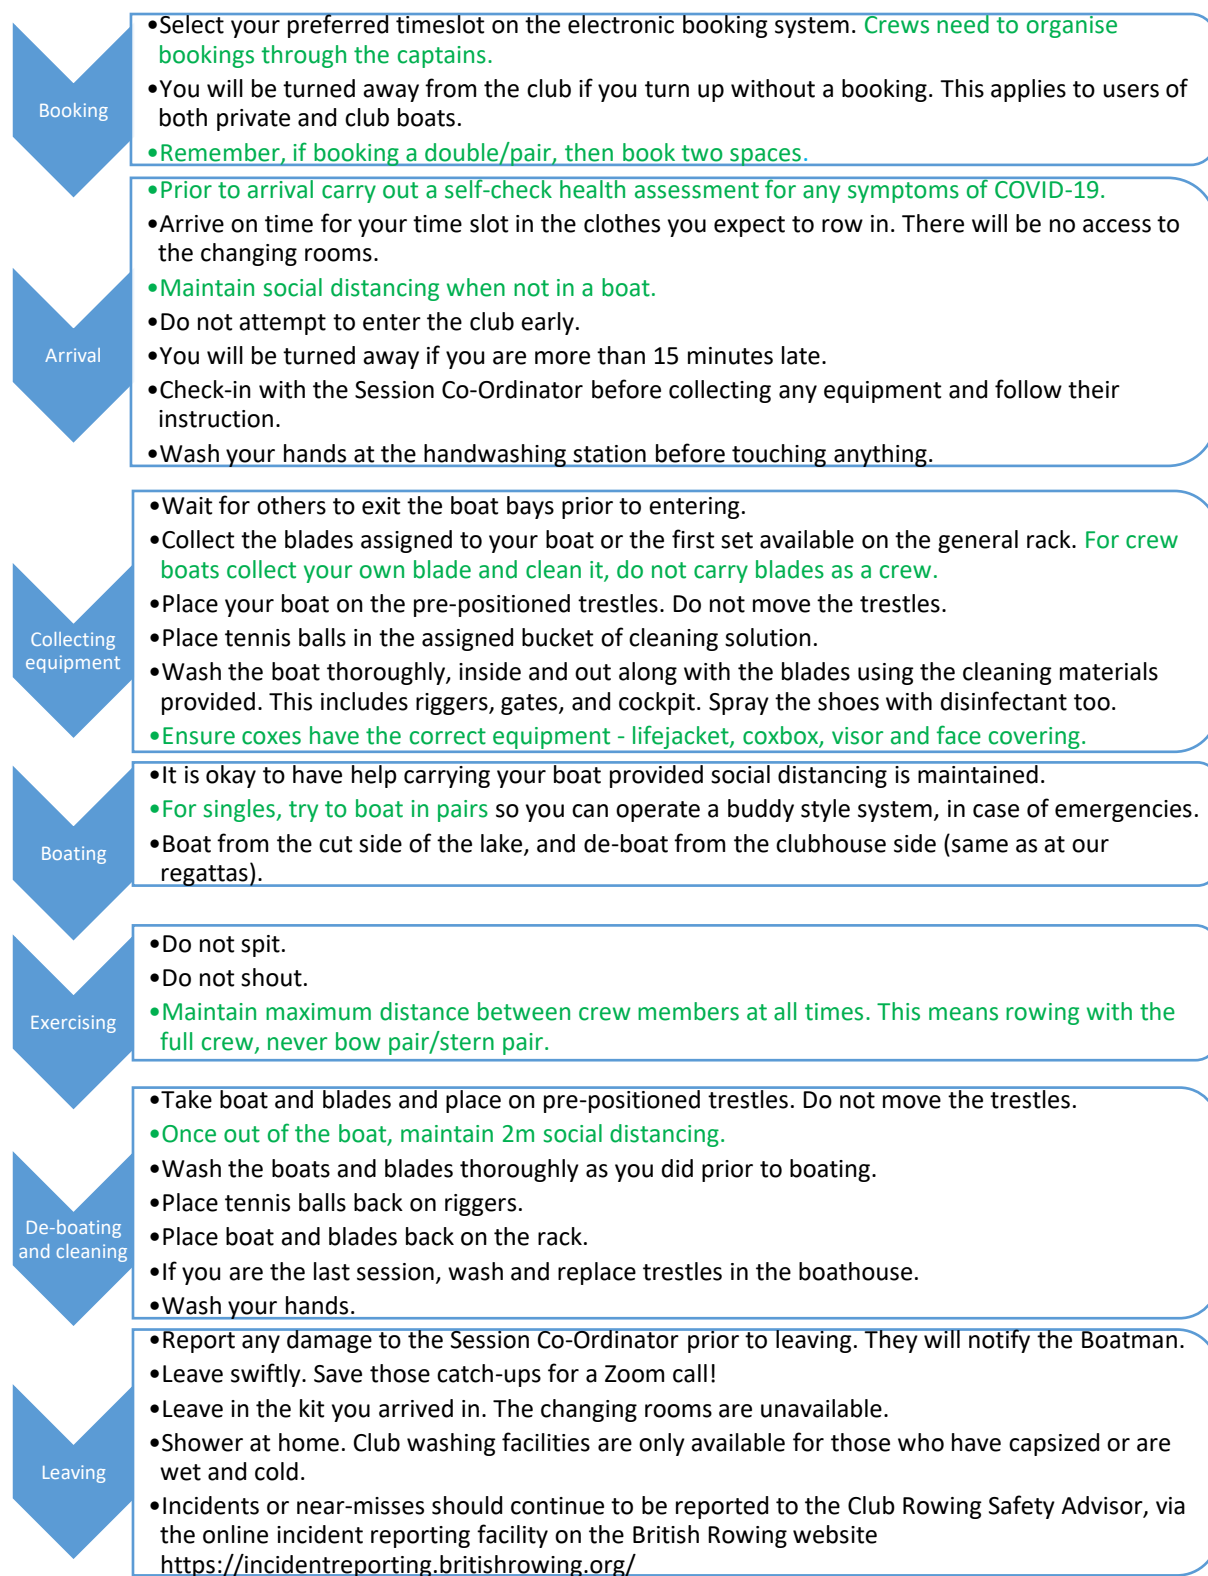 Booking
•Select your preferred timeslot on the electronic booking system. Crews need to organise
bookings through the captains.
•You will be turned away from the club if you turn up without a booking. This applies to users of
both private and club boats.
•Remember, if booking a double/pair, then book two spaces.
Arrival
•Prior to arrival carry out a self-check health assessment for any symptoms of COVID-19.
•Arrive on time for your time slot in the clothes you expect to row in. There will be no access to
the changing rooms.
•Maintain social distancing when not in a boat.
•Do not attempt to enter the club early.
•You will be turned away if you are more than 15 minutes late.
•Check-in with the Session Co-Ordinator before collecting any equipment and follow their
instruction.
•Wash your hands at the handwashing station before touching anything.
Collecting
equipment
•Wait for others to exit the boat bays prior to entering.
•Collect the blades assigned to your boat or the first set available on the general rack. For crew
boats collect your own blade and clean it, do not carry blades as a crew.
•Place your boat on the pre-positioned trestles. Do not move the trestles.
•Place tennis balls in the assigned bucket of cleaning solution.
•Wash the boat thoroughly, inside and out along with the blades using the cleaning materials
provided. This includes riggers, gates, and cockpit. Spray the shoes with disinfectant too.
•Ensure coxes have the correct equipment - lifejacket, coxbox, visor and face covering.
Boating
•It is okay to have help carrying your boat provided social distancing is maintained.
•For singles, try to boat in pairs so you can operate a buddy style system, in case of emergencies.
•Boat from the cut side of the lake, and de-boat from the clubhouse side (same as at our
regattas).
Exercising
•Do not spit.
•Do not shout.
•Maintain maximum distance between crew members at all times. This means rowing with the
full crew, never bow pair/stern pair.
De-boating
and cleaning
•Take boat and blades and place on pre-positioned trestles. Do not move the trestles.
•Once out of the boat, maintain 2m social distancing.
•Wash the boats and blades thoroughly as you did prior to boating.
•Place tennis balls back on riggers.
•Place boat and blades back on the rack.
•If you are the last session, wash and replace trestles in the boathouse.
•Wash your hands.
Leaving
•Report any damage to the Session Co-Ordinator prior to leaving. They will notify the Boatman.
•Leave swiftly. Save those catch-ups for a Zoom call!
•Leave in the kit you arrived in. The changing rooms are unavailable.
•Shower at home. Club washing facilities are only available for those who have capsized or are
wet and cold.
•Incidents or near-misses should continue to be reported to the Club Rowing Safety Advisor, via
the online incident reporting facility on the British Rowing website
https://incidentreporting.britishrowing.org/